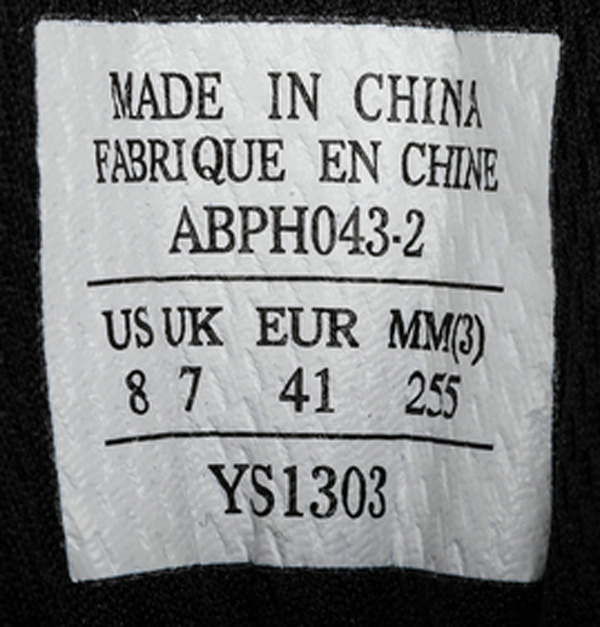 MADE IN CHINA
FABRIQUE EN CHINE
ABPH043-2
US UK EUR MM(3)
8 7 41 255
YS1303